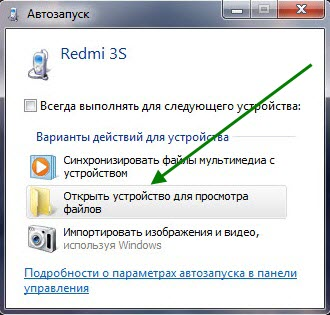 Автозапуск
Redmi 3S
Всегда выполнять для следующего устройства:
Варианты действий для устройства
Синхронизировать файлы мультимедиа с
устройством
Открыть устройство для просмотра
файлов
Импортировать изображения и видео,
используя Windows
Подробности о параметрах автозапуска в панели
управления